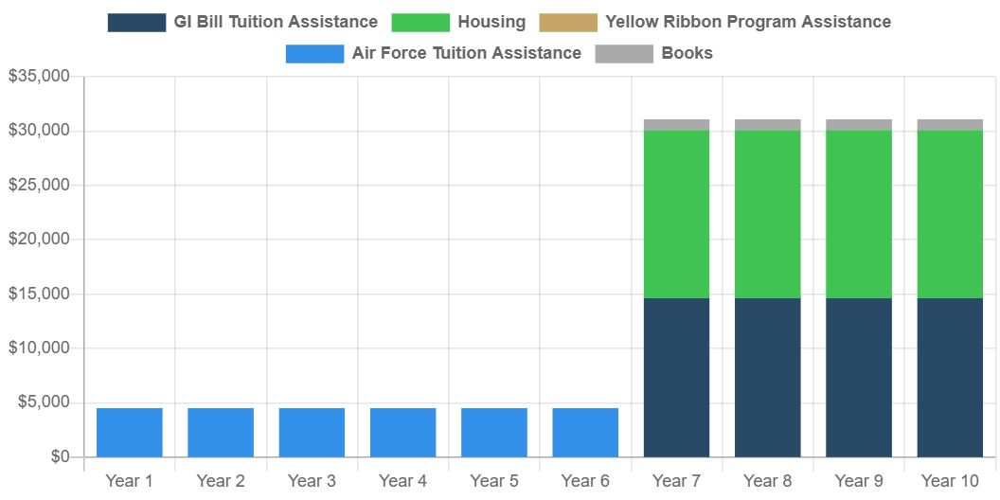 GI Bill Tuition Assistance Housing Yellow Ribbon Program Assistance
Air Force Tuition Assistance Books
$35,000
$30,000
$25,000
$20,000
$15,000
$10,000
$5,000
$0
Year 1 Year 2 Year 3 Year 4 Year 5 Year 6 Year 7 Year 8 Year 9 Year 10